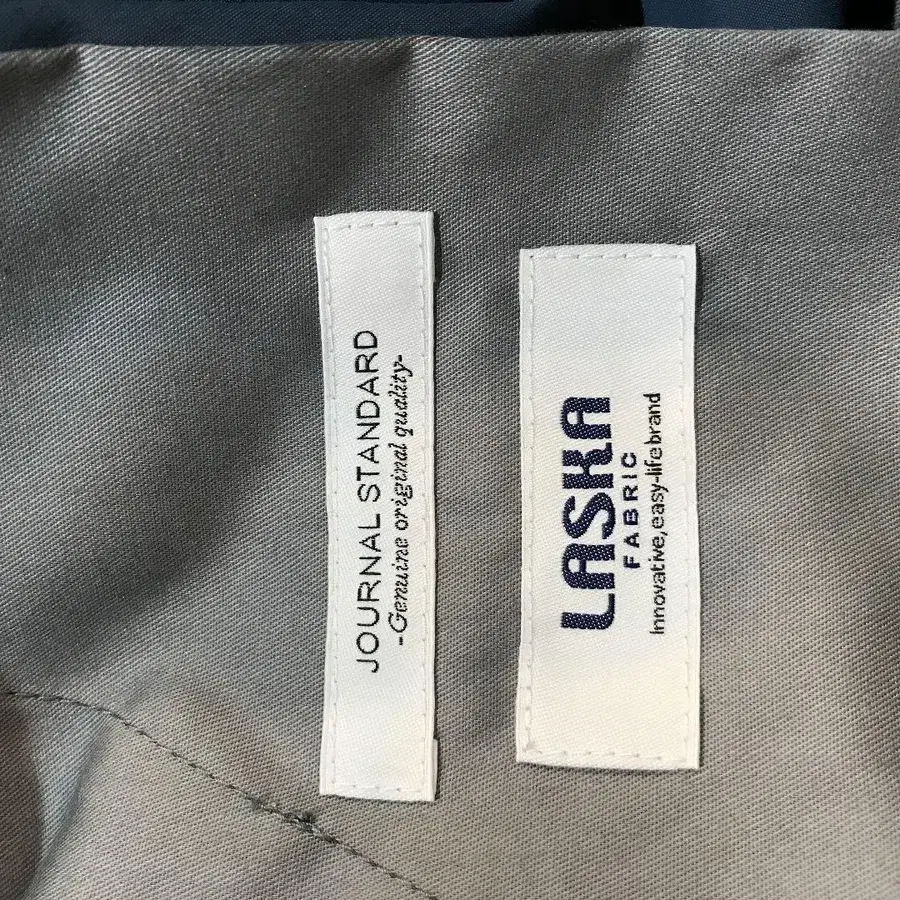 JOURNAL STANDARD
-Genuine original quality-
LASKA
FABRIC
Innovative,easy-life brand